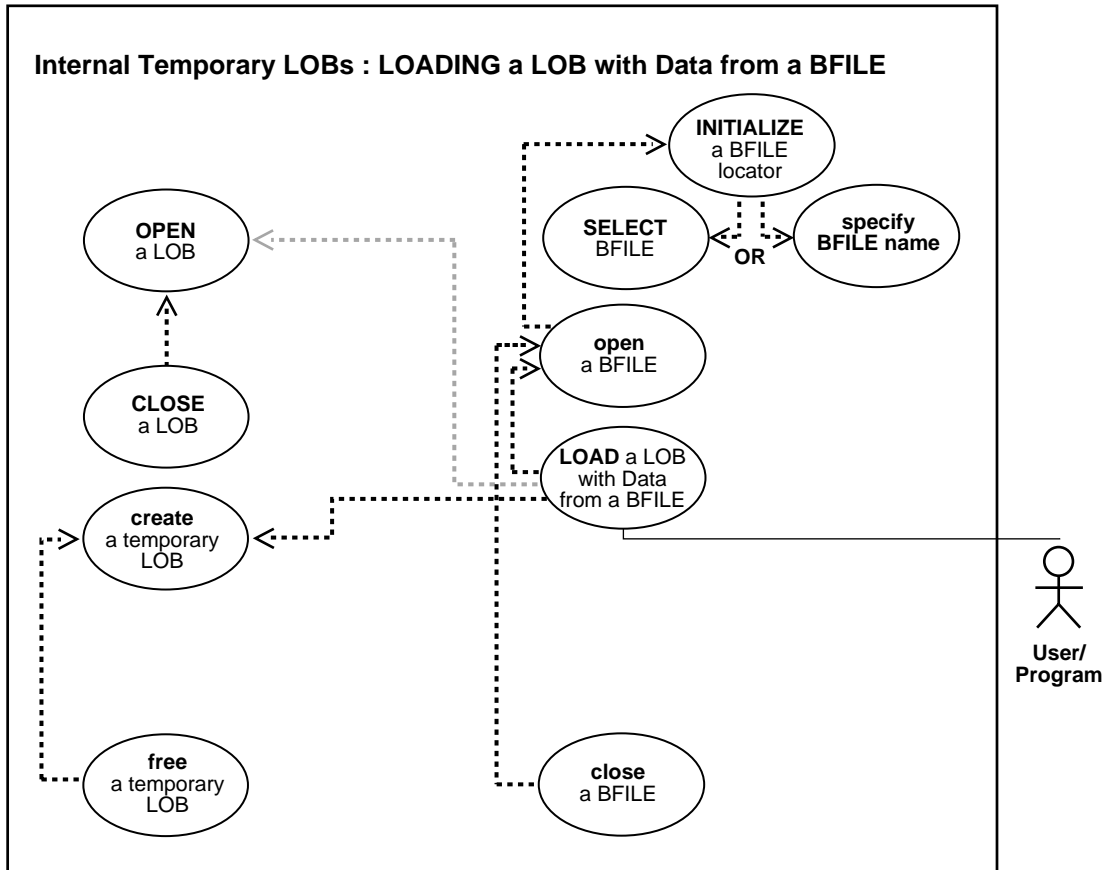 Internal Temporary LOBs : LOADING a LOB with Data from a BFILE
INITIALIZE
a BFILE
locator
OPEN
a LOB
SELECT
BFILE
OR
specify
BFILE name
open
a BFILE
CLOSE
a LOB
LOAD a LOB
with Data
from a BFILE
create
a temporary
LOB
User/
Program
free
a temporary
LOB
close
a BFILE